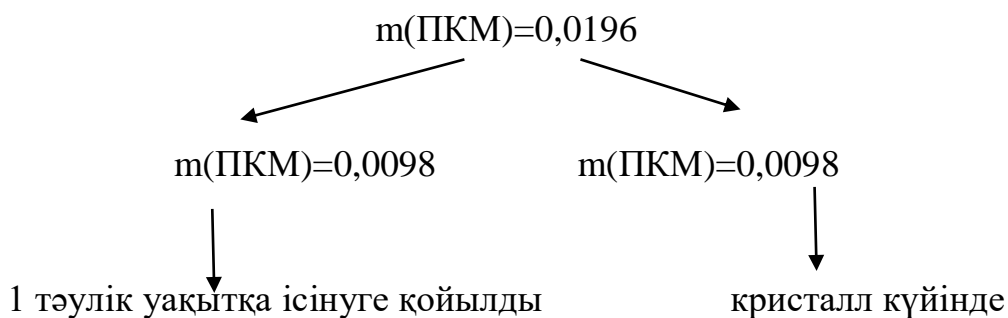 m(ПКМ)=0,0196
m(ПКМ)=0,0098 m(ПКМ)=0,0098
1 тәулік уақытқа ісінуге қойылды кристалл күйінде